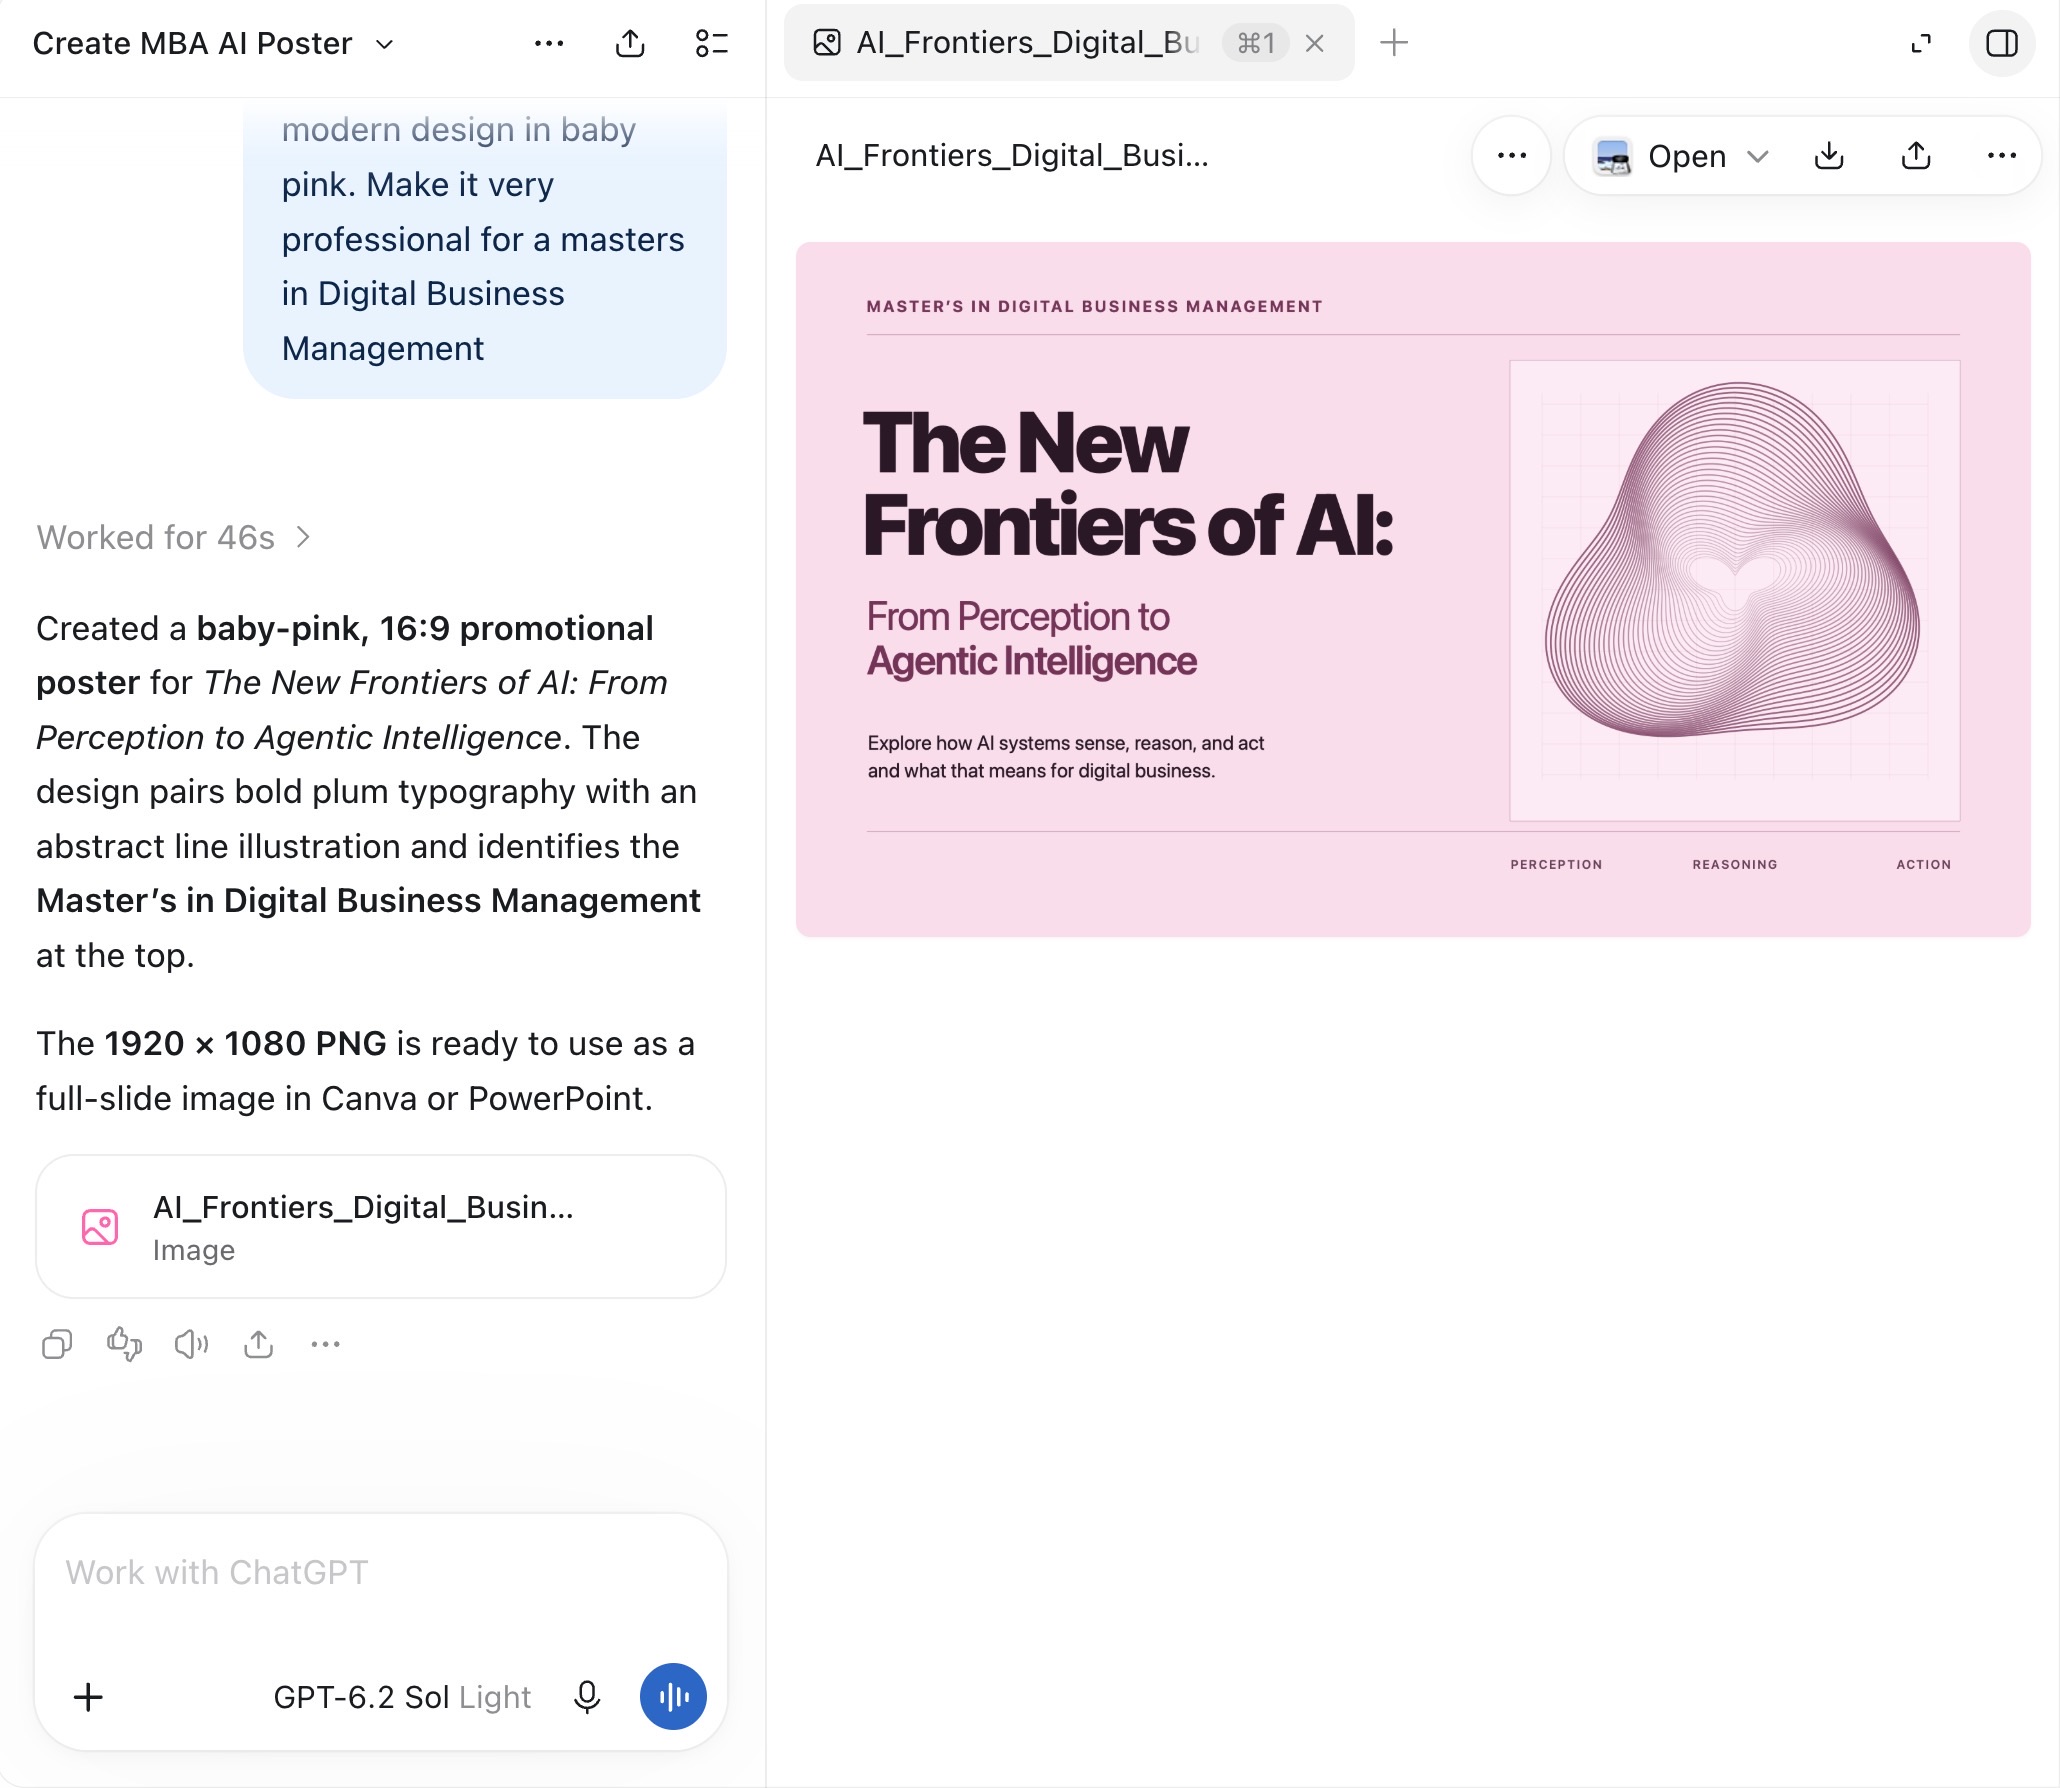 Create MBA AI Poster
AI_Frontiers_Digital_Bu
⌘1
modern design in baby
pink. Make it very
professional for a masters
in Digital Business
Management
Worked for 46s
Created a baby-pink, 16:9 promotional
poster for The New Frontiers of AI: From
Perception to Agentic Intelligence. The
design pairs bold plum typography with an
abstract line illustration and identifies the
Master’s in Digital Business Management
at the top.
The 1920 × 1080 PNG is ready to use as a
full-slide image in Canva or PowerPoint.
AI_Frontiers_Digital_Busin...
Image
Work with ChatGPT
GPT-6.2 Sol Light
AI_Frontiers_Digital_Busi...
Open
MASTER’S IN DIGITAL BUSINESS MANAGEMENT
The New
Frontiers of AI:
From Perception to
Agentic Intelligence
Explore how AI systems sense, reason, and act
and what that means for digital business.
PERCEPTION REASONING ACTION